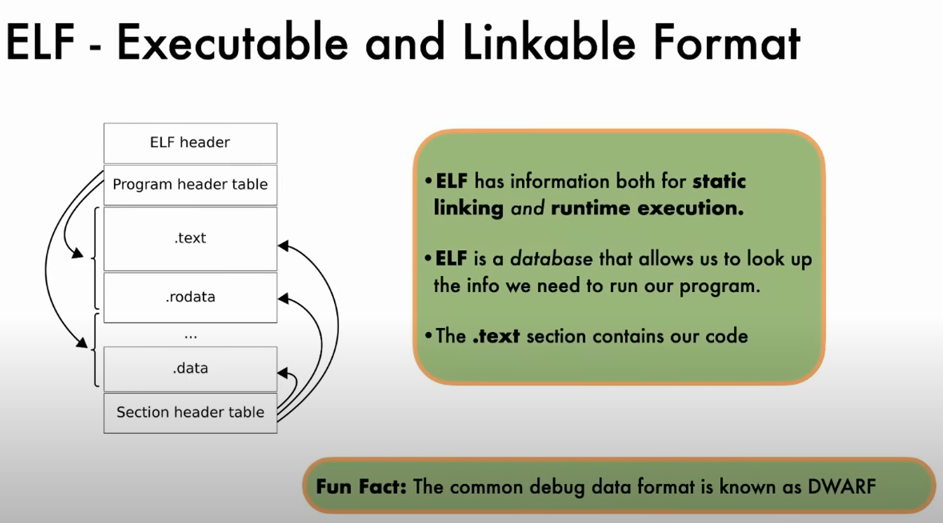 ELF - Executable and Linkable Format
ELF header
Program header table
.text
.rodata
...
.data
Section header table
•ELF has information both for static
linking and runtime execution.
•ELF is a database that allows us to look up
the info we need to run our program.
•The .text section contains our code
Fun Fact: The common debug data format is known as DWARF